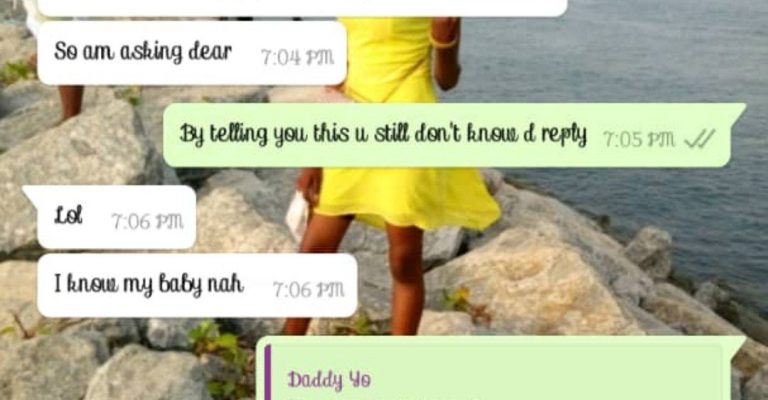 So am asking dear 7:04 PM
By telling you this u still don't know d reply 7:05 PM
Lol 7:06 PM
I know my baby nah 7:06 PM
Daddy Yo